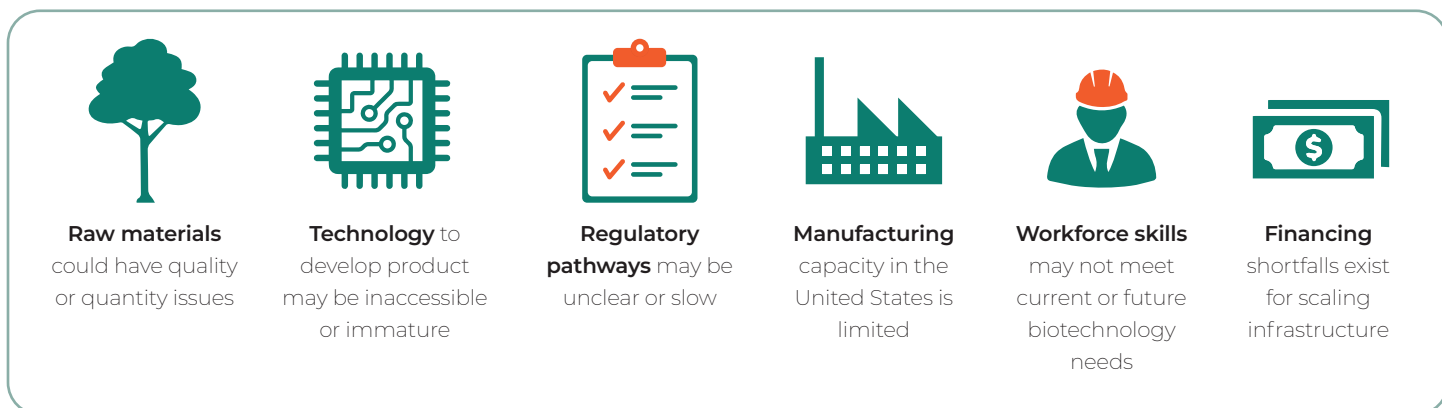 Raw materials
could have quality
or quantity issues
Technology to
develop product
may be inaccessible
or immature
Regulatory
pathways may be
unclear or slow
Manufacturing
capacity in the
United States is
limited
Workforce skills
may not meet
current or future
biotechnology
needs
$
Financing
shortfalls exist
for scaling
infrastructure